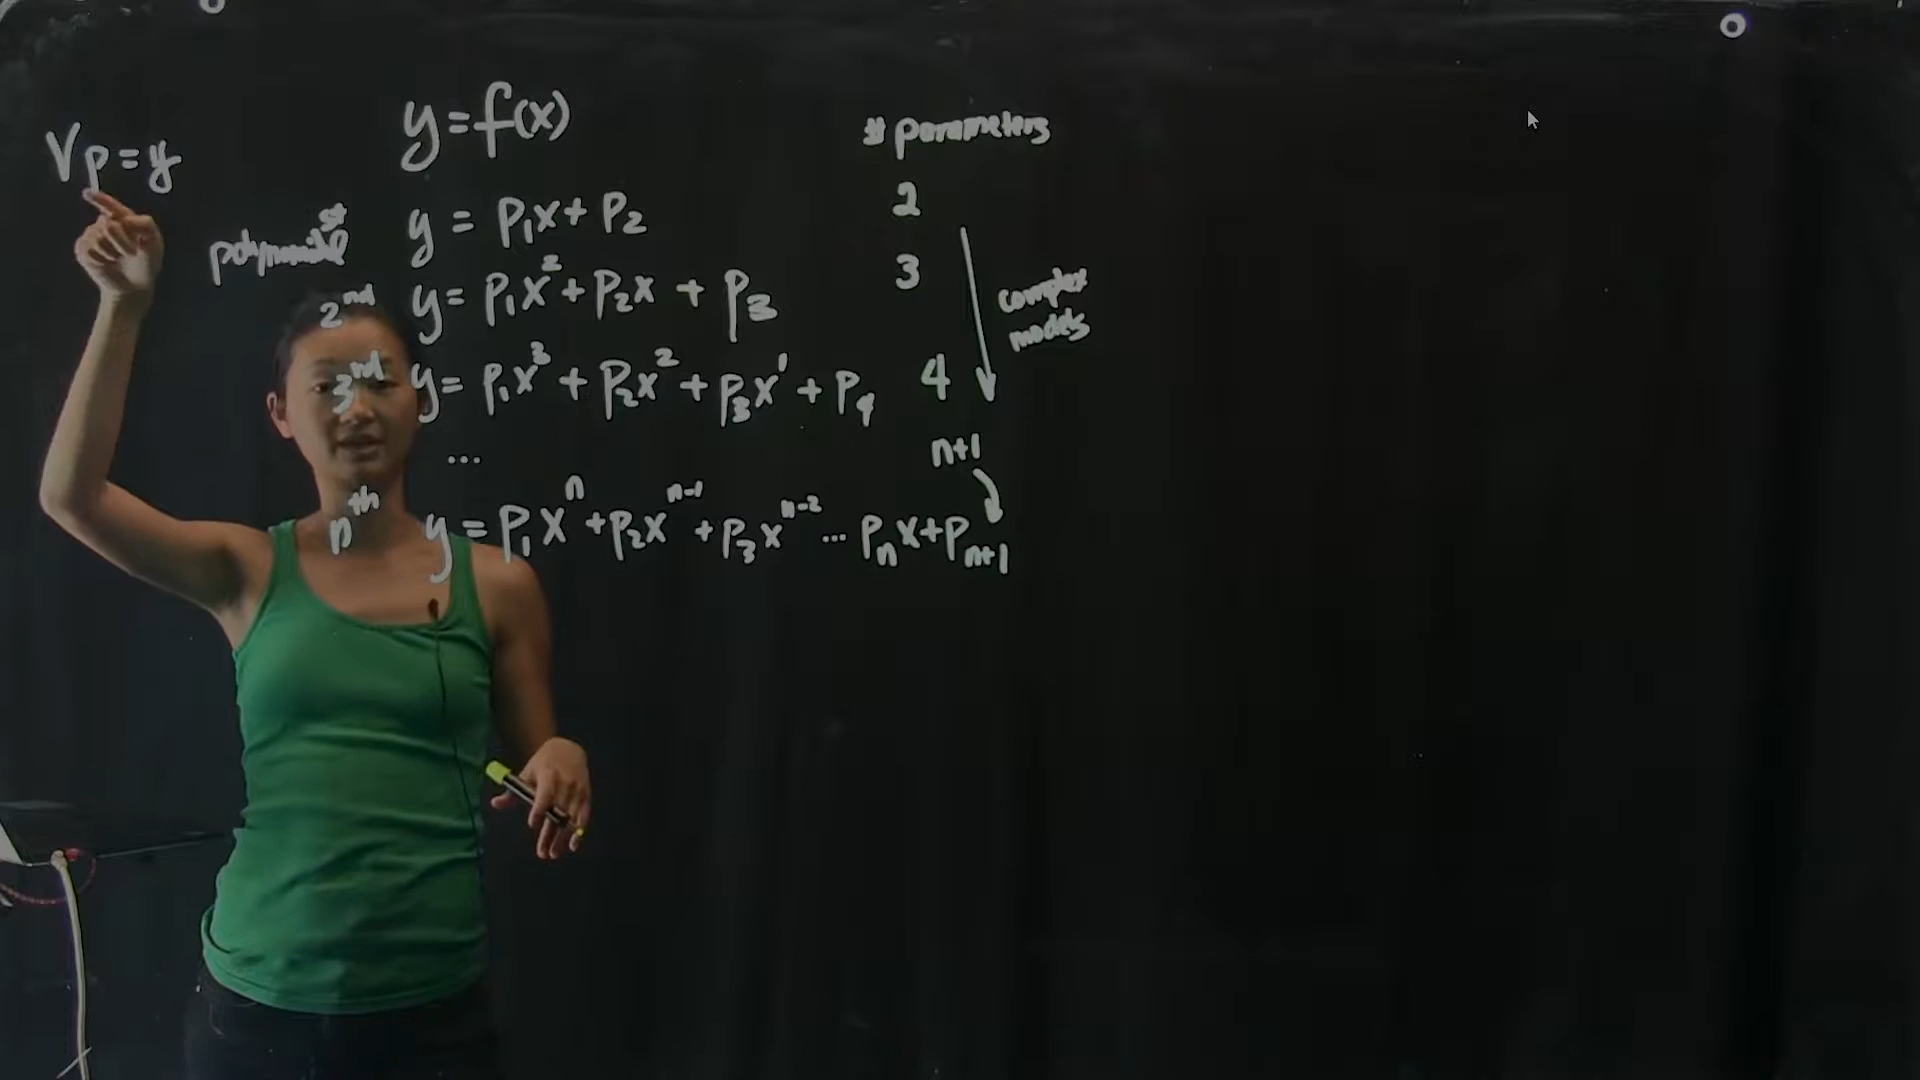 Vp=y
y=f(x)
# parameters
polynomial 1st y = p₁x + p₂ 2
2nd y = p₁x² + p₂x + p₃ 3
complex models
3nd y = p₁x³ + p₂x² + p₃x¹ + p₄ 4
...
n+1
nth y = p₁xⁿ + p₂xⁿ⁻¹ + p₃xⁿ⁻² ... pₙx + pₙ₊₁